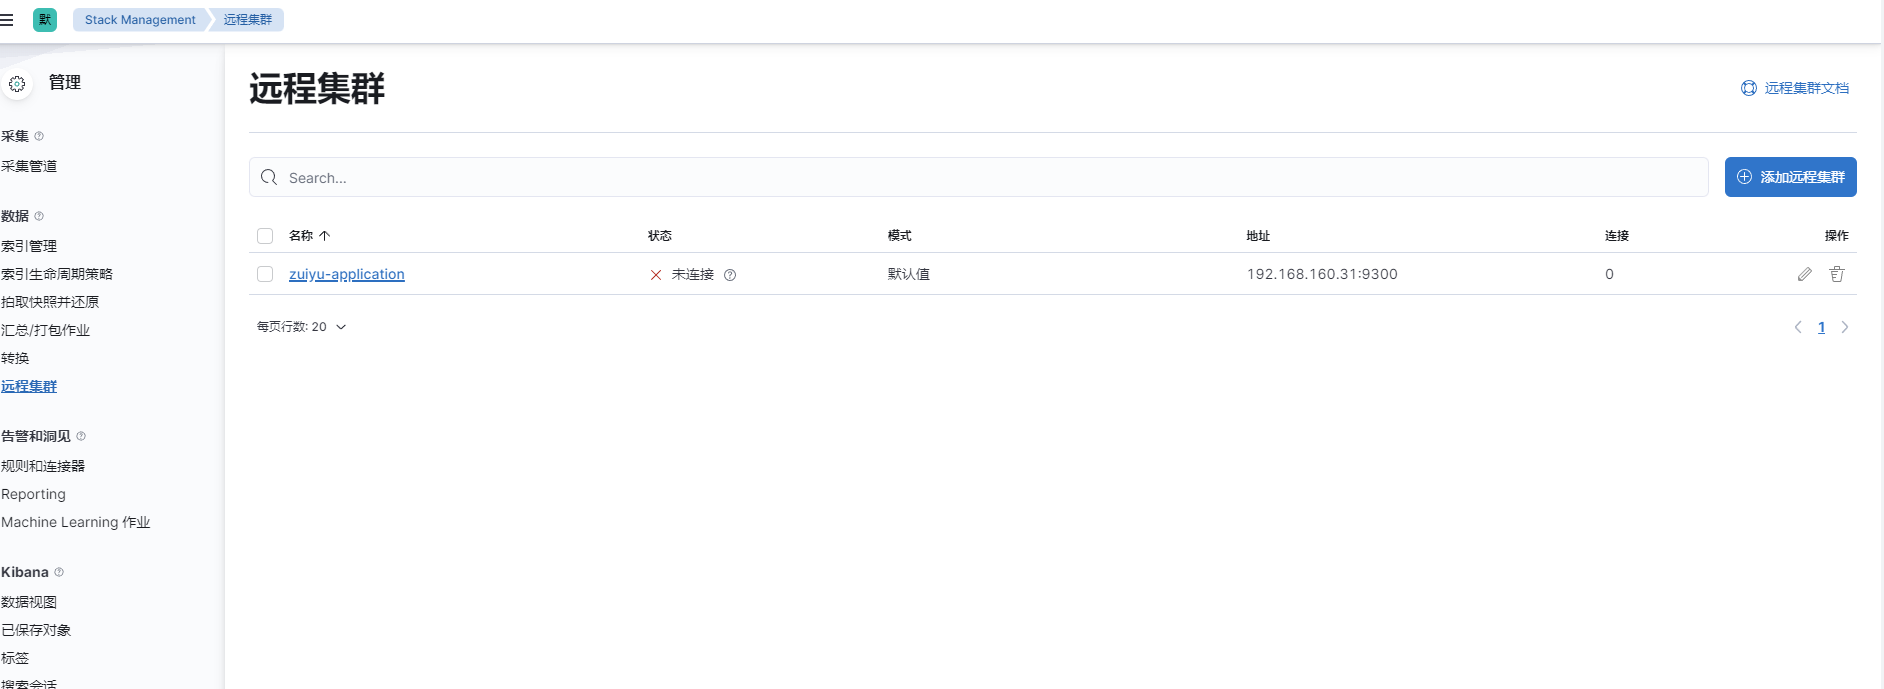 默 Stack Management 远程集群
管理
采集
采集管道
数据
索引管理
索引生命周期策略
拍取快照并还原
汇总/打包作业
转换
远程集群
告警和洞见
规则和连接器
Reporting
Machine Learning 作业
Kibana
数据视图
已保存对象
标签
搜索会话
远程集群
远程集群文档
Search...
添加远程集群
名称 状态 模式 地址 连接 操作
zuiyu-application 未连接 默认值 192.168.160.31:9300 0
每页行数: 20
1